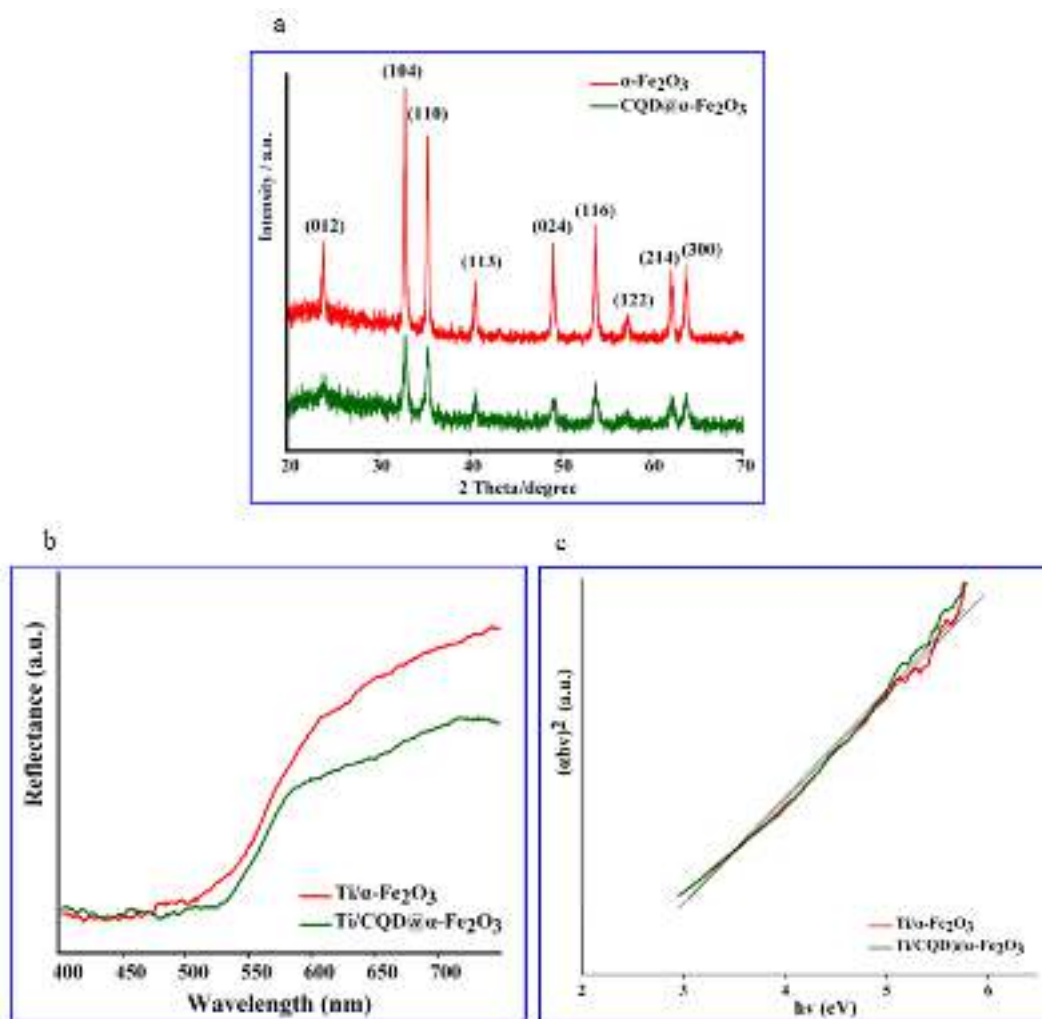 a
(104)
α-Fe2O3
CQD@α-Fe2O3
(110)
Intensity / a.u.
(012)
(113)
(024)
(116)
(122)
(214)
(300)
20 30 40 50 60 70
2 Theta/degree
b
Reflectance (a.u.)
Ti/α-Fe2O3
Ti/CQD@α-Fe2O3
400 450 500 550 600 650 700
Wavelength (nm)
c
(αhν)2 (a.u.)
Ti/α-Fe2O3
Ti/CQD@α-Fe2O3
2 3 4 5 6
hν (eV)